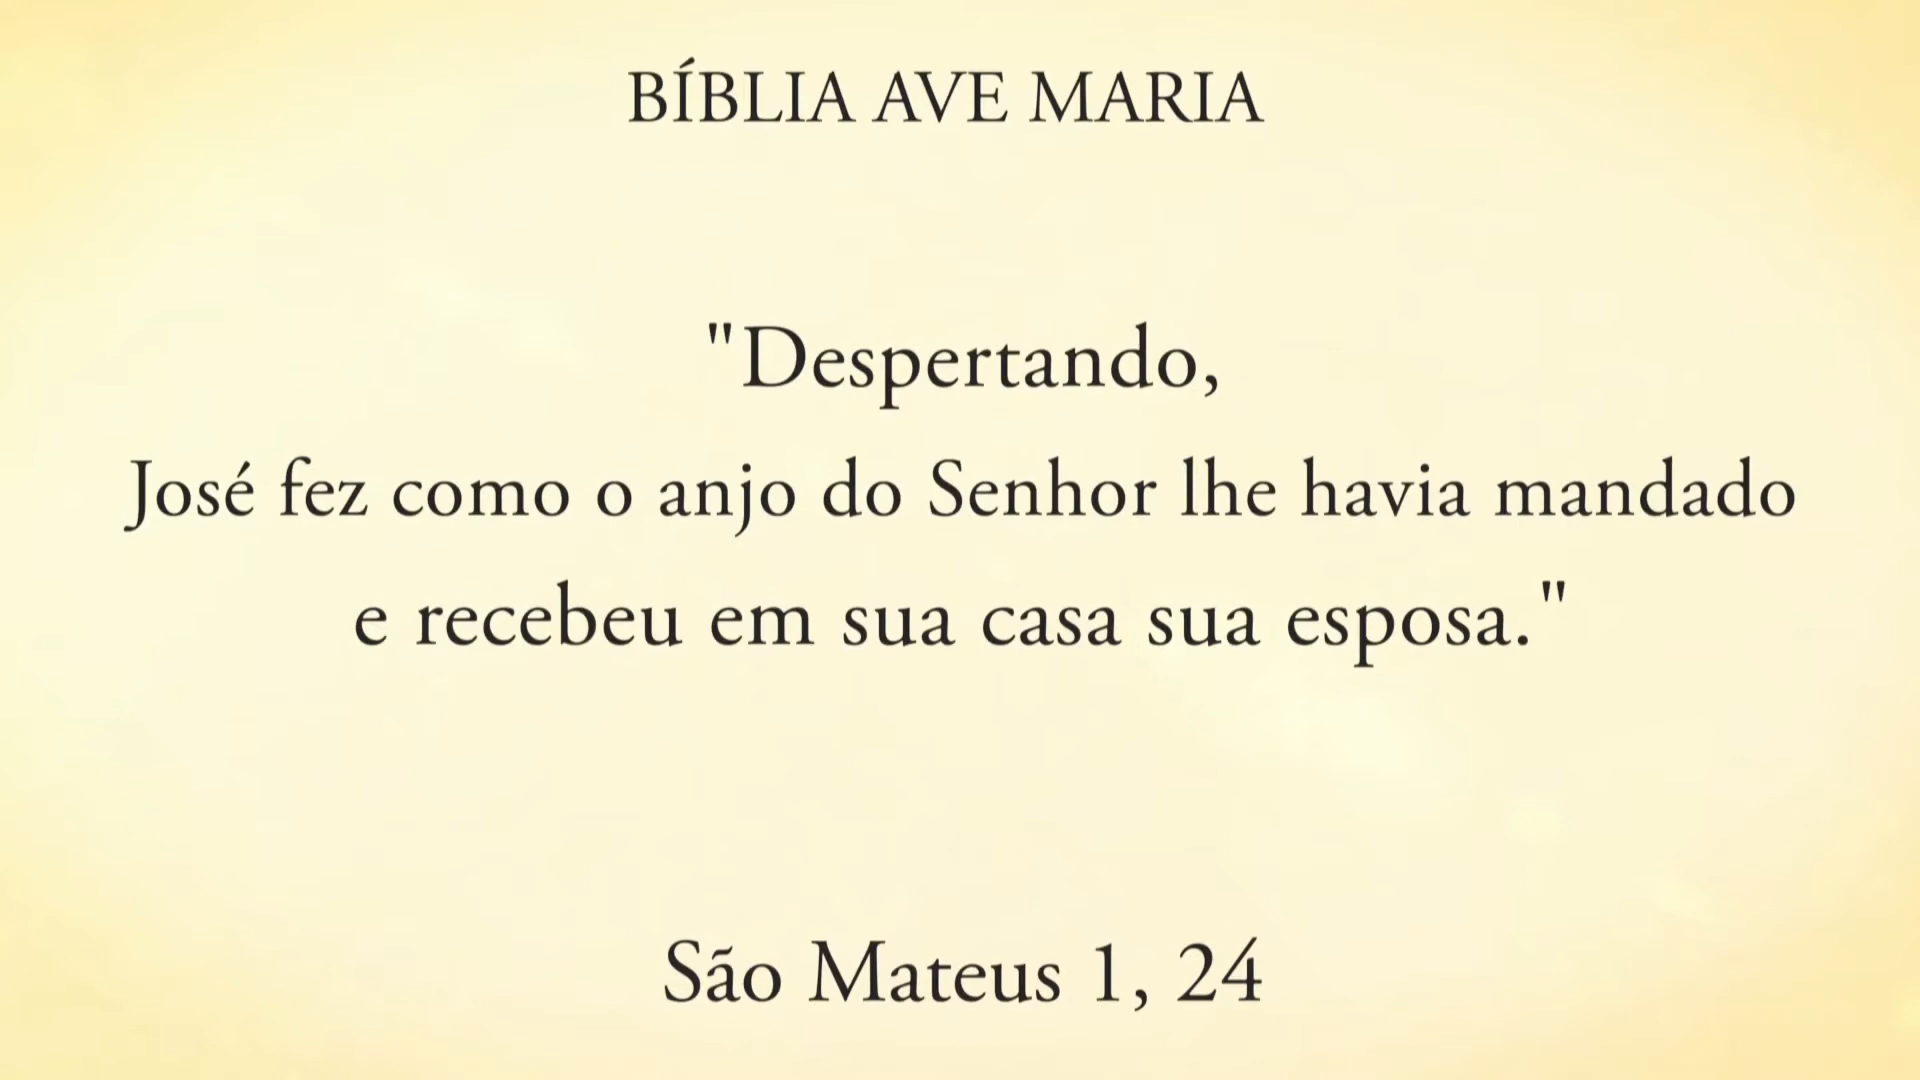 BÍBLIA AVE MARIA
"Despertando,
José fez como o anjo do Senhor lhe havia mandado
e recebeu em sua casa sua esposa."
São Mateus 1, 24